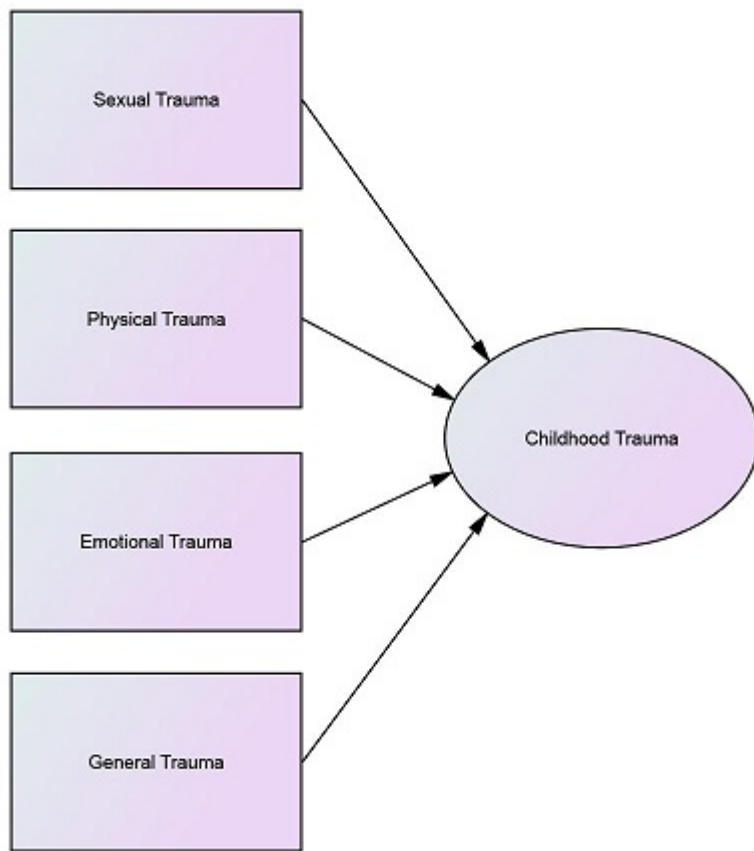 Sexual Trauma
Physical Trauma
Childhood Trauma
Emotional Trauma
General Trauma